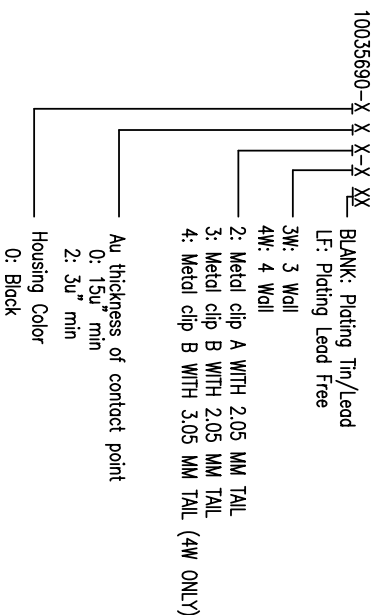 10035690-X X X-X XX
BLANK: Plating Tin/Lead
LF: Plating Lead Free
3W: 3 Wall
4W: 4 Wall
2: Metal clip A WITH 2.05 MM TAIL
3: Metal clip B WITH 2.05 MM TAIL
4: Metal clip B WITH 3.05 MM TAIL (4W ONLY)
Au thickness of contact point
0: 15u" min
2: 3u" min
Housing Color
0: Black